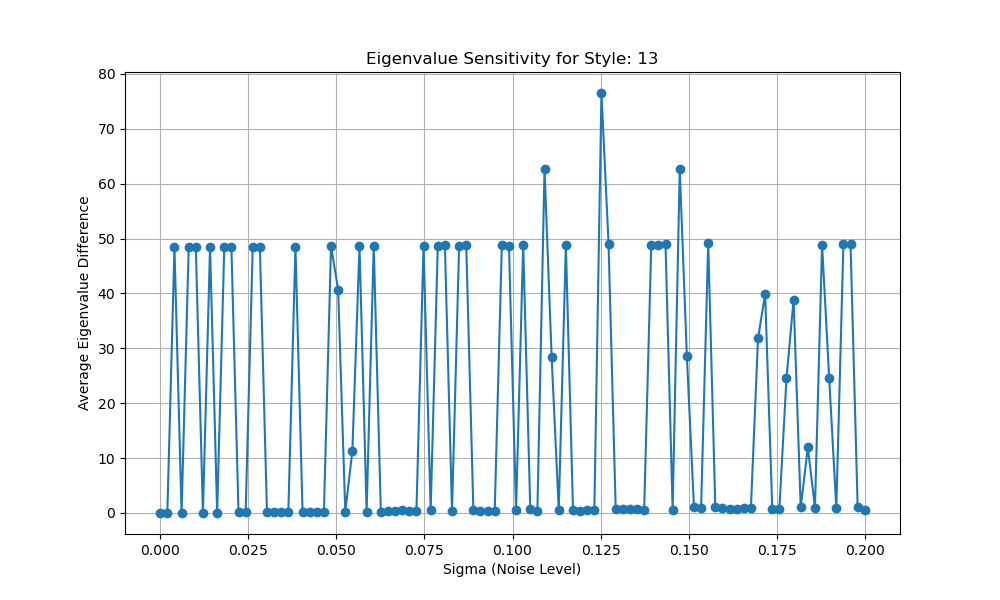 Eigenvalue Sensitivity for Style: 13
80
70
60
50
40
30
20
10
0
Average Eigenvalue Difference
0.000 0.025 0.050 0.075 0.100 0.125 0.150 0.175 0.200
Sigma (Noise Level)